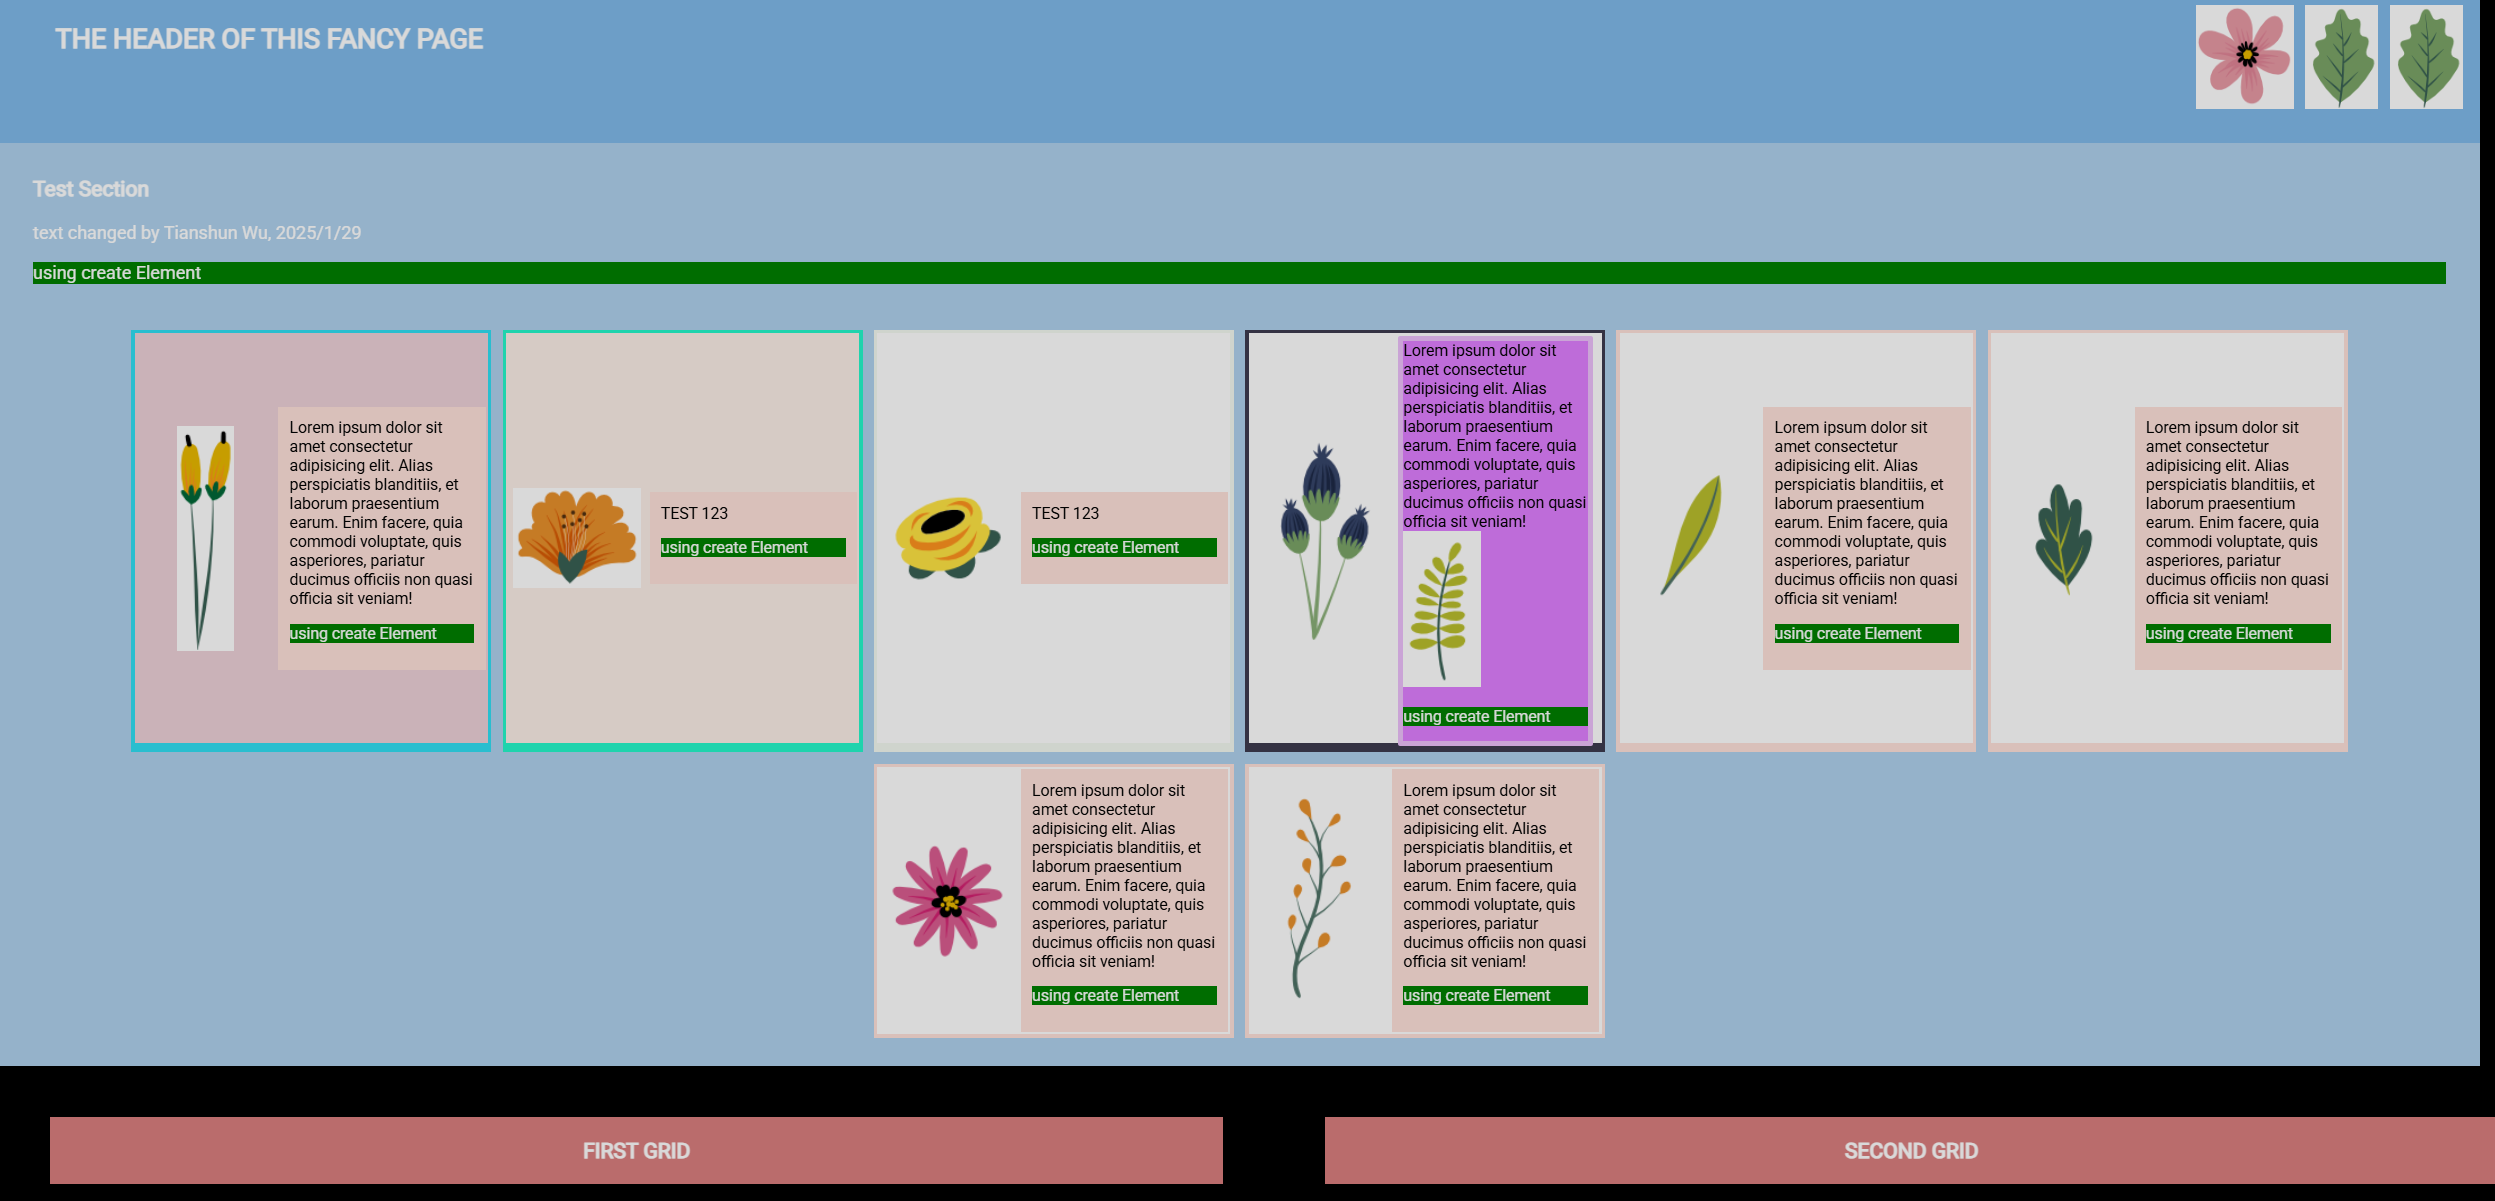 THE HEADER OF THIS FANCY PAGE
Test Section
text changed by Tianshun Wu, 2025/1/29
using create Element
Lorem ipsum dolor sit
amet consectetur
adipisicing elit. Alias
perspiciatis blanditiis, et
laborum praesentium
earum. Enim facere, quia
commodi voluptate, quis
asperiores, pariatur
ducimus officiis non quasi
officia sit veniam!
using create Element
TEST 123
using create Element
TEST 123
using create Element
Lorem ipsum dolor sit
amet consectetur
adipisicing elit. Alias
perspiciatis blanditiis, et
laborum praesentium
earum. Enim facere, quia
commodi voluptate, quis
asperiores, pariatur
ducimus officiis non quasi
officia sit veniam!
using create Element
Lorem ipsum dolor sit
amet consectetur
adipisicing elit. Alias
perspiciatis blanditiis, et
laborum praesentium
earum. Enim facere, quia
commodi voluptate, quis
asperiores, pariatur
ducimus officiis non quasi
officia sit veniam!
using create Element
Lorem ipsum dolor sit
amet consectetur
adipisicing elit. Alias
perspiciatis blanditiis, et
laborum praesentium
earum. Enim facere, quia
commodi voluptate, quis
asperiores, pariatur
ducimus officiis non quasi
officia sit veniam!
using create Element
Lorem ipsum dolor sit
amet consectetur
adipisicing elit. Alias
perspiciatis blanditiis, et
laborum praesentium
earum. Enim facere, quia
commodi voluptate, quis
asperiores, pariatur
ducimus officiis non quasi
officia sit veniam!
using create Element
Lorem ipsum dolor sit
amet consectetur
adipisicing elit. Alias
perspiciatis blanditiis, et
laborum praesentium
earum. Enim facere, quia
commodi voluptate, quis
asperiores, pariatur
ducimus officiis non quasi
officia sit veniam!
using create Element
FIRST GRID
SECOND GRID